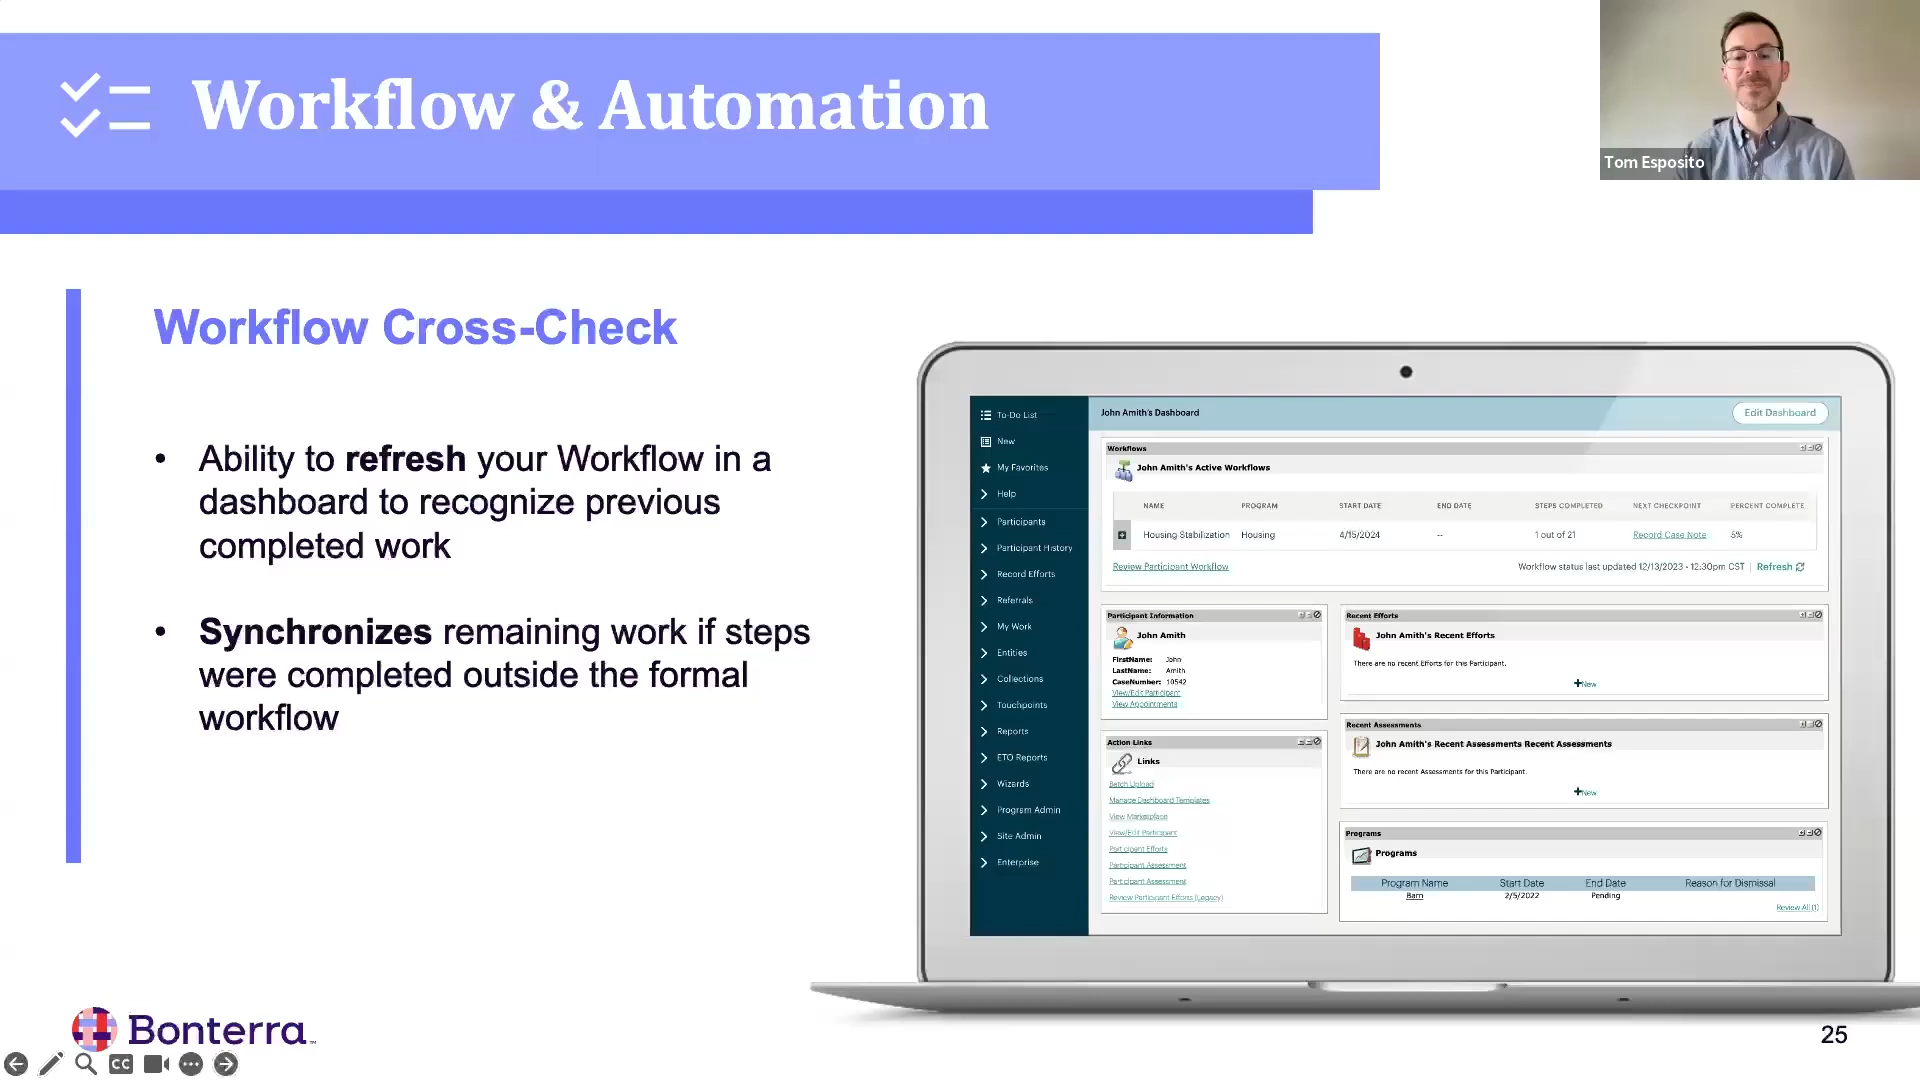 Workflow & Automation
Tom Esposito
Workflow Cross-Check
• Ability to refresh your Workflow in a
dashboard to recognize previous
completed work
• Synchronizes remaining work if steps
were completed outside the formal
workflow
To-Do List
New
My Favorites
Help
Participants
Participant History
Record Efforts
Referrals
My Work
Entities
Collections
Touchpoints
Reports
ETO Reports
Wizards
Program Admin
Site Admin
Enterprise
John Amith's Dashboard
Edit Dashboard
Workflows
John Amith's Active Workflows
NAME PROGRAM START DATE END DATE STEPS COMPLETED NEXT CHECKPOINT PERCENT COMPLETE
Housing Stabilization Housing 4/15/2024 -- 1 out of 21 Record Case Note 5%
Review Participant Workflow
Workflow status last updated 12/13/2023 - 12:30pm CST | Refresh
Participant Information
John Amith
FirstName: John
LastName: Amith
CaseNumber: 10542
View/Edit Participant
View Appointments
Action Links
Links
Batch Upload
Manage Dashboard Templates
View Marketplace
View/Edit Participant
Participant Efforts
Participant Assessment
Participant Assessment
Review Participant Efforts (Legacy)
Recent Efforts
John Amith's Recent Efforts
There are no recent Efforts for this Participant.
+New
Recent Assessments
John Amith's Recent Assessments Recent Assessments
There are no recent Assessments for this Participant.
+New
Programs
Programs
Program Name Start Date End Date Reason for Dismissal
Barn 2/5/2022 Pending
Review All (1)
Bonterra™
CC
25